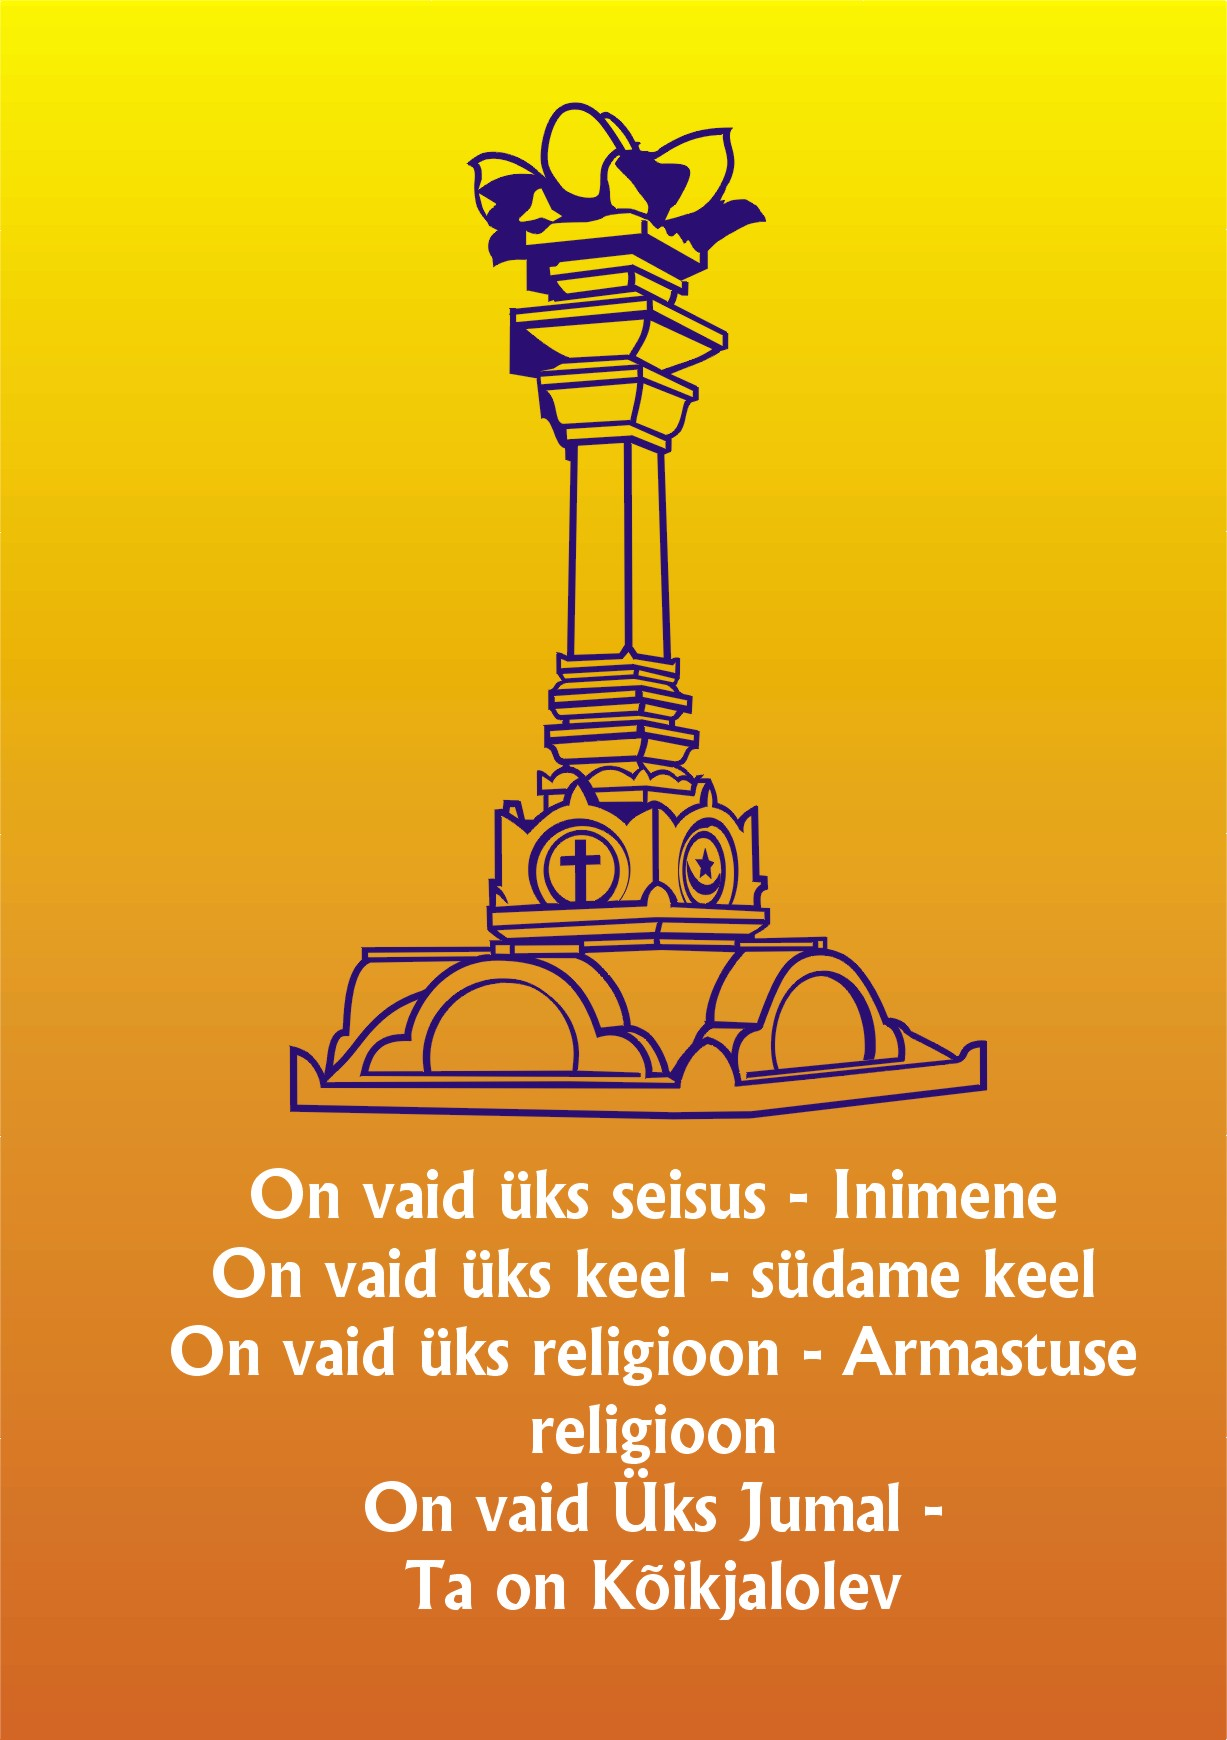 On vaid üks seisus - Inimene
On vaid üks keel - südame keel
On vaid üks religioon - Armastuse
religioon
On vaid Üks Jumal -
Ta on Kõikjalolev